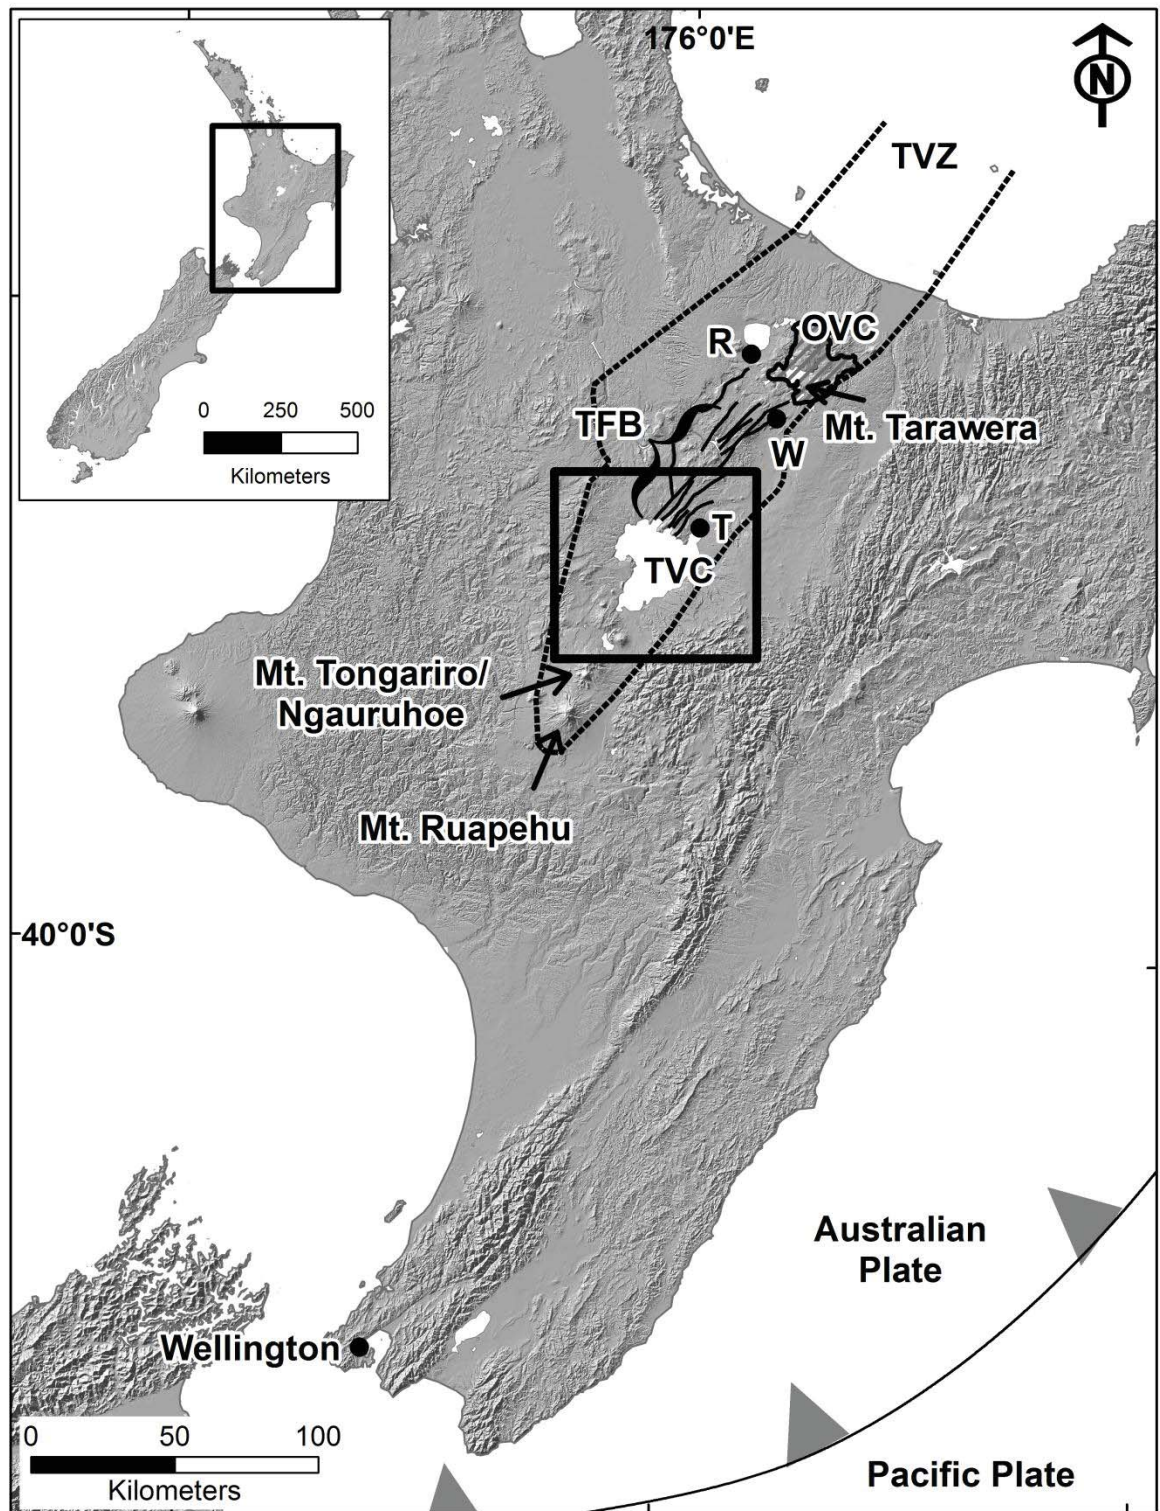 176°0'E
N
0 250 500
Kilometers
TVZ
R
OVC
TFB
Mt. Tarawera
W
T
TVC
Mt. Tongariro/
Ngauruhoe
Mt. Ruapehu
40°0'S
Australian
Plate
Wellington
0 50 100
Kilometers
Pacific Plate